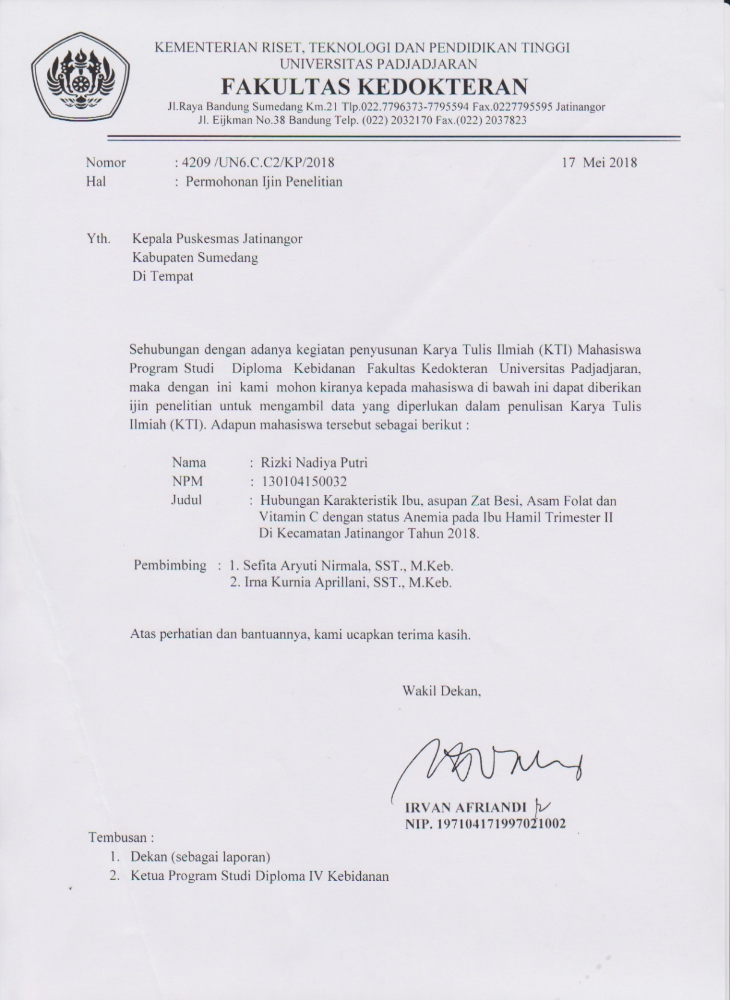 KEMENTERIAN RISET, TEKNOLOGI DAN PENDIDIKAN TINGGI
UNIVERSITAS PADJADJARAN
FAKULTAS KEDOKTERAN
Jl.Raya Bandung Sumedang Km.21 Tlp.022.7796373-7795594 Fax.0227795595 Jatinangor
Jl. Eijkman No.38 Bandung Telp. (022) 2032170 Fax.(022) 2037823
Nomor : 4209 /UN6.C.C2/KP/2018 17 Mei 2018
Hal : Permohonan Ijin Penelitian
Yth. Kepala Puskesmas Jatinangor
Kabupaten Sumedang
Di Tempat
Sehubungan dengan adanya kegiatan penyusunan Karya Tulis Ilmiah (KTI) Mahasiswa
Program Studi Diploma Kebidanan Fakultas Kedokteran Universitas Padjadjaran,
maka dengan ini kami mohon kiranya kepada mahasiswa di bawah ini dapat diberikan
ijin penelitian untuk mengambil data yang diperlukan dalam penulisan Karya Tulis
Ilmiah (KTI). Adapun mahasiswa tersebut sebagai berikut :
Nama : Rizki Nadiya Putri
NPM : 130104150032
Judul : Hubungan Karakteristik Ibu, asupan Zat Besi, Asam Folat dan
Vitamin C dengan status Anemia pada Ibu Hamil Trimester II
Di Kecamatan Jatinangor Tahun 2018.
Pembimbing : 1. Sefita Aryuti Nirmala, SST., M.Keb.
2. Irna Kurnia Aprillani, SST., M.Keb.
Atas perhatian dan bantuannya, kami ucapkan terima kasih.
Wakil Dekan,
IRVAN AFRIANDI
NIP. 197104171997021002
Tembusan :
1. Dekan (sebagai laporan)
2. Ketua Program Studi Diploma IV Kebidanan